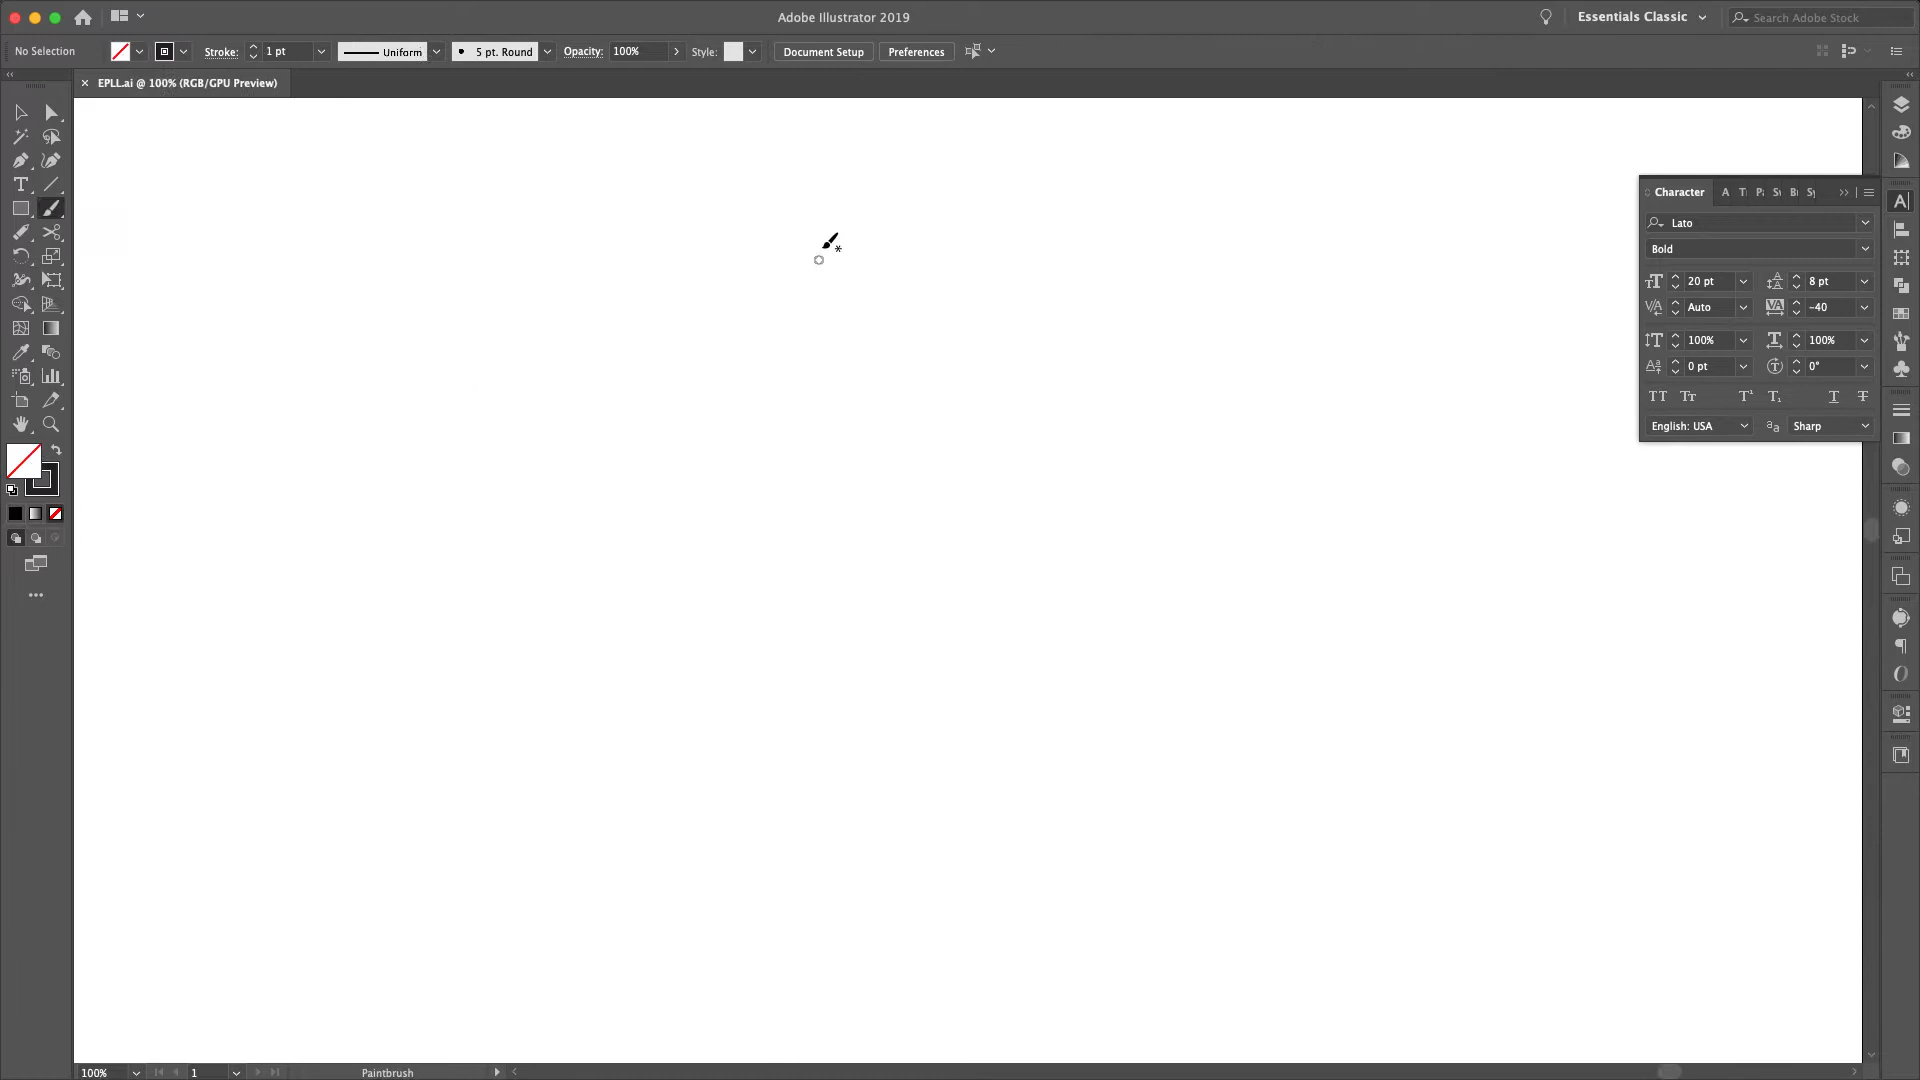 Adobe Illustrator 2019
Essentials Classic
Search Adobe Stock
No Selection
Stroke: 1 pt
Uniform
5 pt. Round
Opacity: 100%
Style:
Document Setup
Preferences
× EPLL.ai @ 100% (RGB/GPU Preview)
Character
Lato
Bold
20 pt
8 pt
Auto
-40
100%
100%
0 pt
0°
English: USA
Sharp
100%
1
Paintbrush